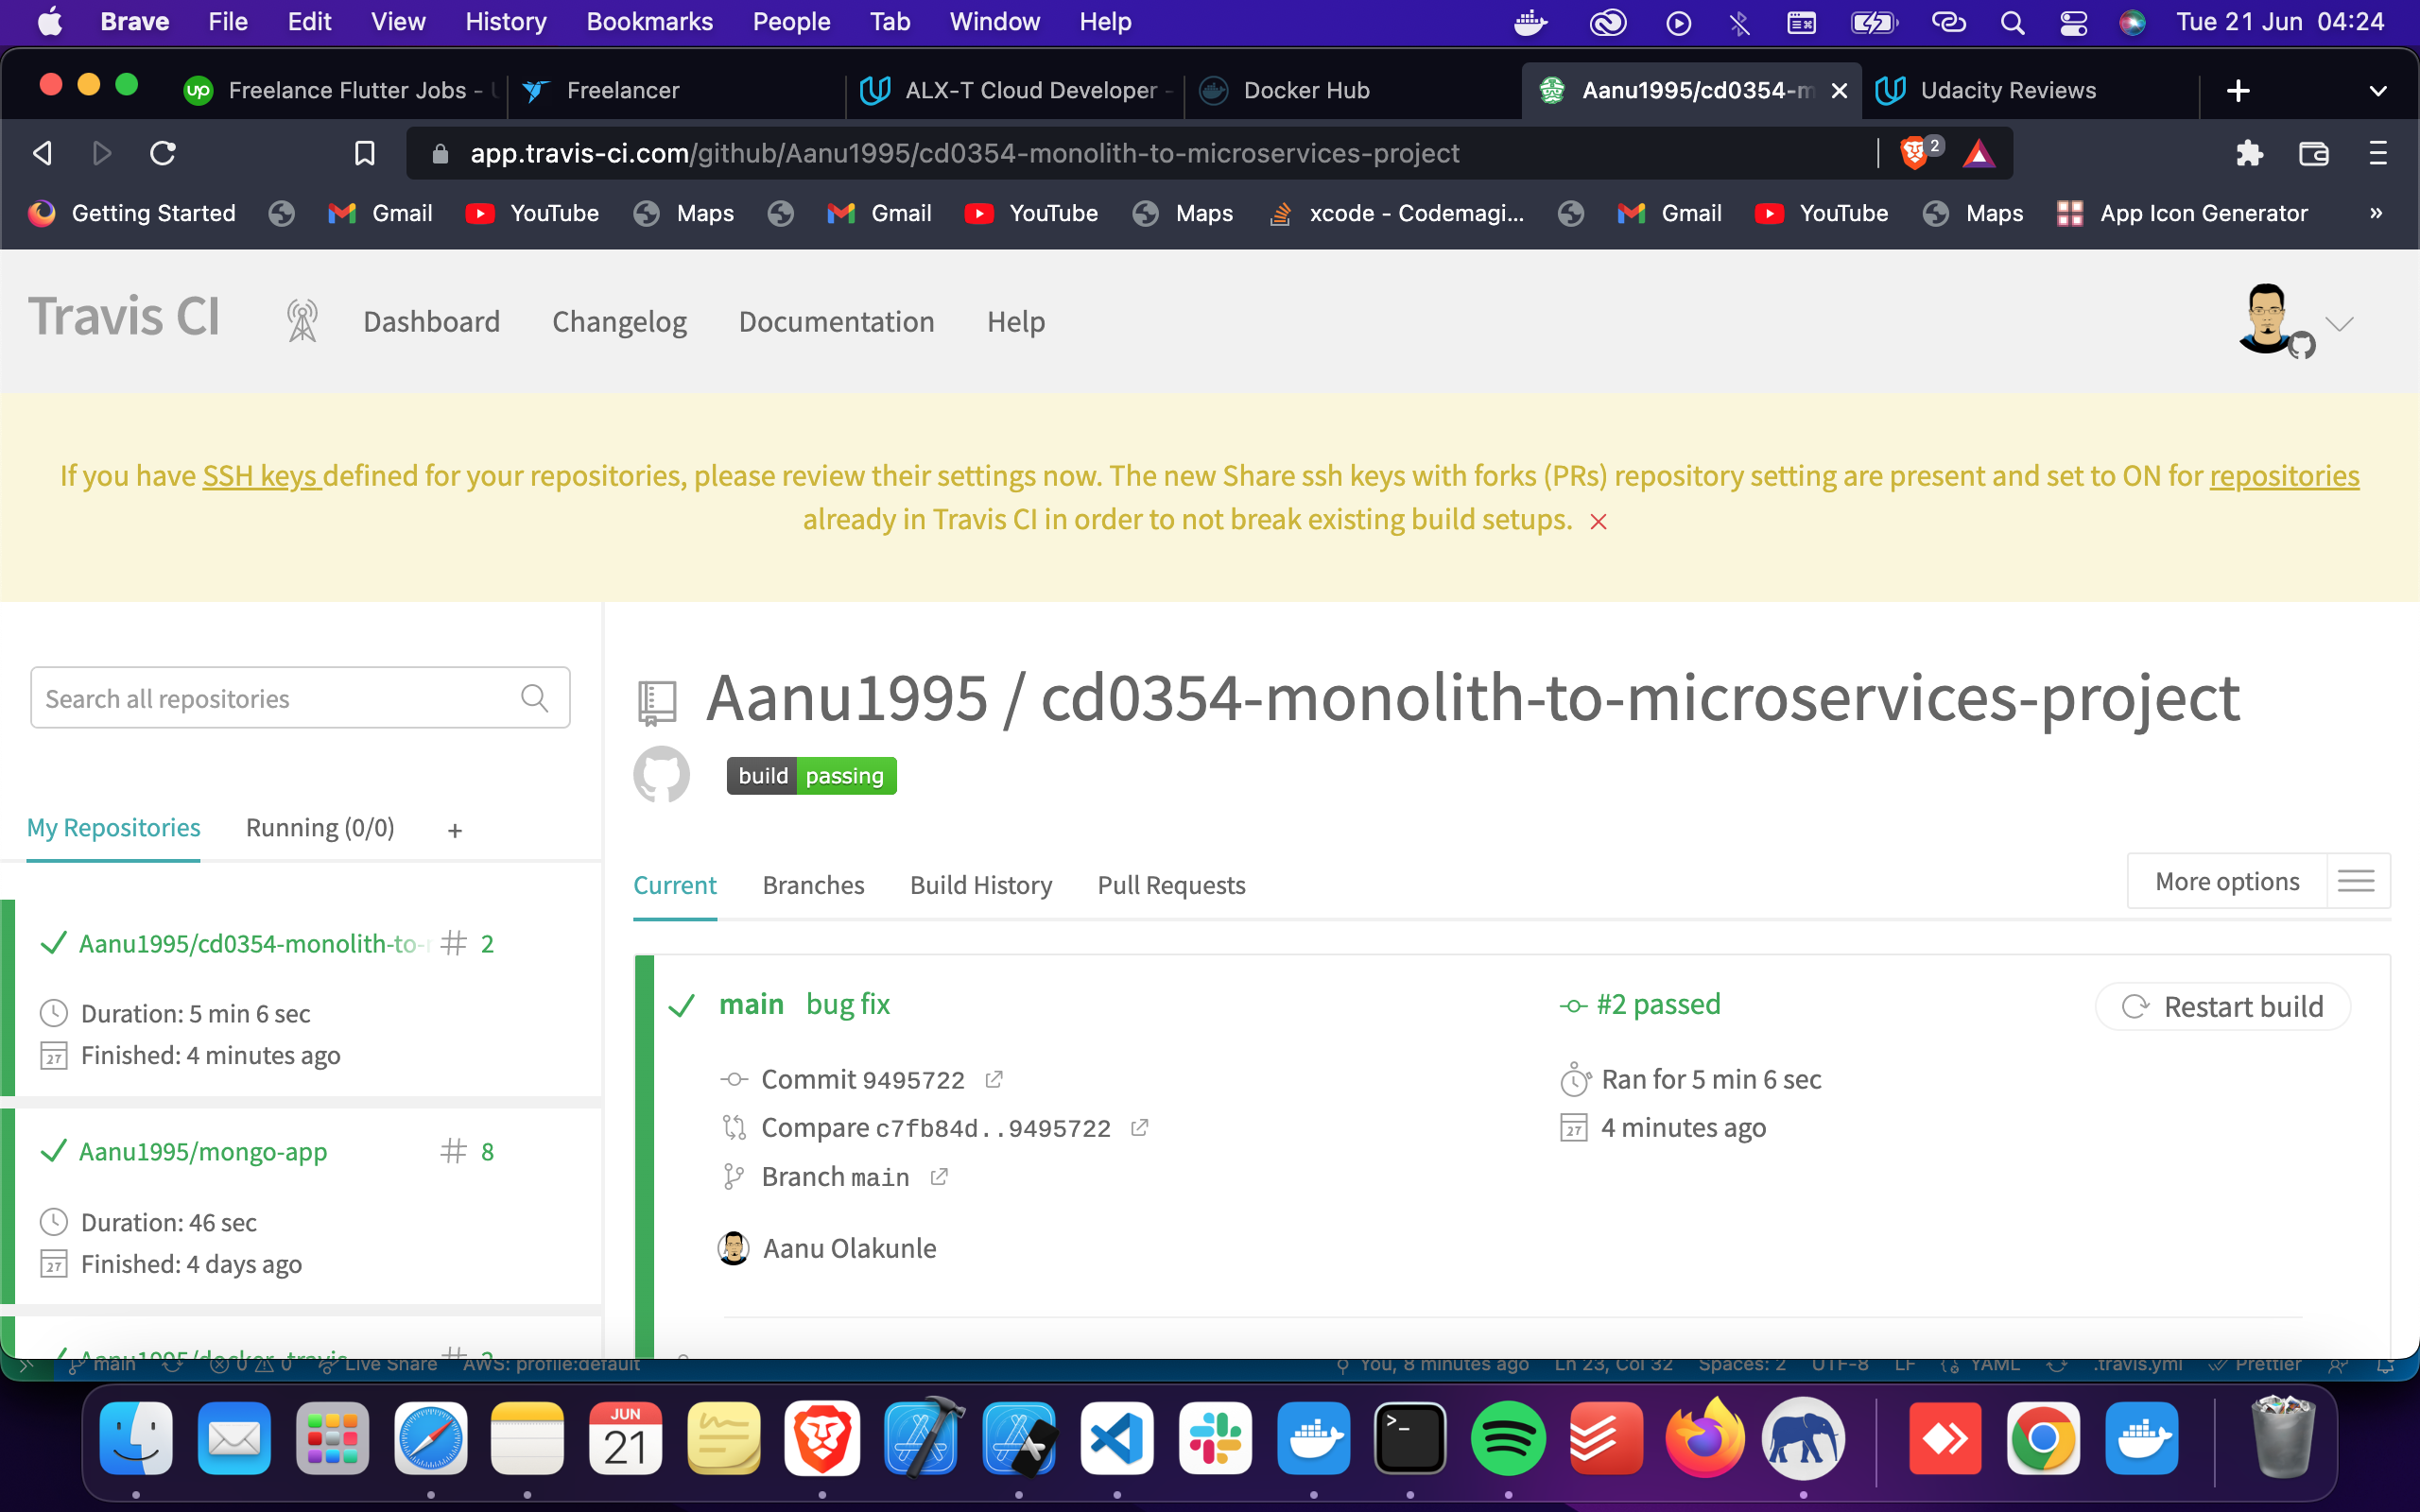 Brave File Edit View History Bookmarks People Tab Window Help Tue 21 Jun 04:24
Freelance Flutter Jobs - Freelancer ALX-T Cloud Developer - Docker Hub Aanu1995/cd0354-m Udacity Reviews
app.travis-ci.com/github/Aanu1995/cd0354-monolith-to-microservices-project 2
Getting Started Gmail YouTube Maps Gmail YouTube Maps xcode - Codemagi... Gmail YouTube Maps App Icon Generator »
Travis CI Dashboard Changelog Documentation Help
If you have SSH keys defined for your repositories, please review their settings now. The new Share ssh keys with forks (PRs) repository setting are present and set to ON for repositories
already in Travis CI in order to not break existing build setups.
Search all repositories
Aanu1995 / cd0354-monolith-to-microservices-project
build passing
My Repositories Running (0/0) +
Current Branches Build History Pull Requests More options
Aanu1995/cd0354-monolith-to- # 2
Duration: 5 min 6 sec
Finished: 4 minutes ago
Aanu1995/mongo-app # 8
Duration: 46 sec
Finished: 4 days ago
Aanu1995/docker_travis # 2
main bug fix #2 passed Restart build
Commit 9495722 Ran for 5 min 6 sec
Compare c7fb84d..9495722 4 minutes ago
Branch main
Aanu Olakunle
main 0 0 Live Share AWS: profile:default You, 8 minutes ago Ln 23, Col 32 Spaces: 2 UTF-8 LF YAML .travis.yml Prettier
JUN
21